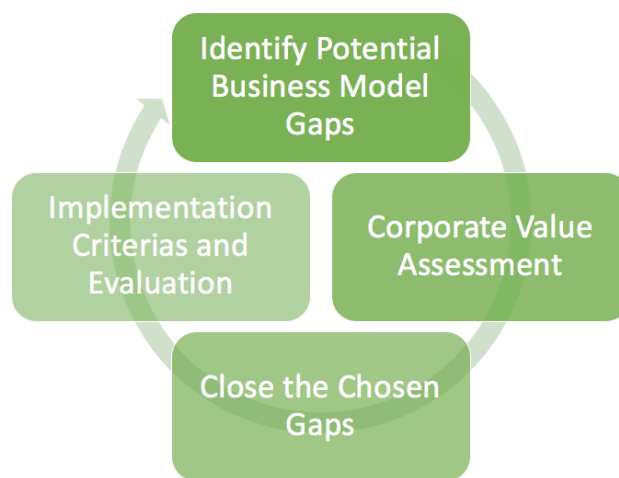 Identify Potential
Business Model
Gaps
Corporate Value
Assessment
Close the Chosen
Gaps
Implementation
Criterias and
Evaluation